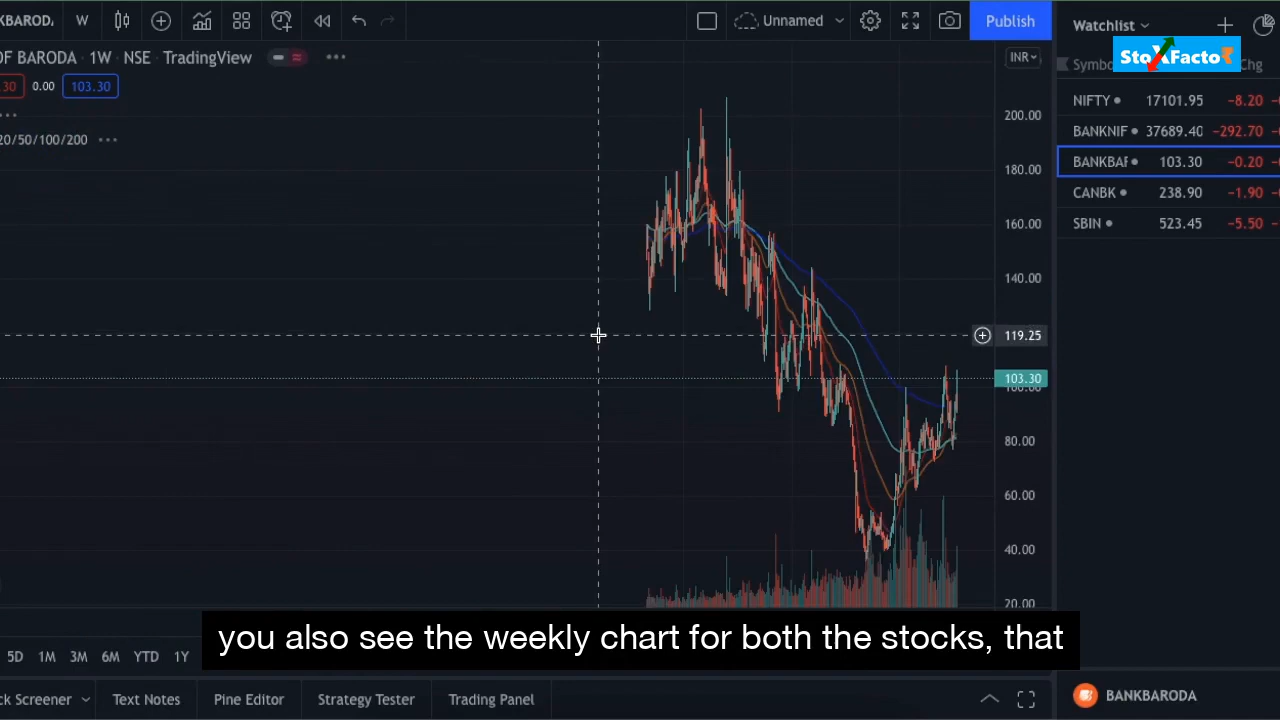 KBARODA W Unnamed Publish
Watchlist
OF BARODA · 1W · NSE · TradingView
INR
StoXFactor
Symbo Chg
.30 0.00 103.30
20/50/100/200
200.00
180.00
160.00
140.00
119.25
103.30
100.00
80.00
60.00
40.00
20.00
NIFTY 17101.95 -8.20
BANKNIF 37689.40 -292.70
BANKBAF 103.30 -0.20
CANBK 238.90 -1.90
SBIN 523.45 -5.50
you also see the weekly chart for both the stocks, that
5D 1M 3M 6M YTD 1Y
ck Screener Text Notes Pine Editor Strategy Tester Trading Panel
BANKBARODA